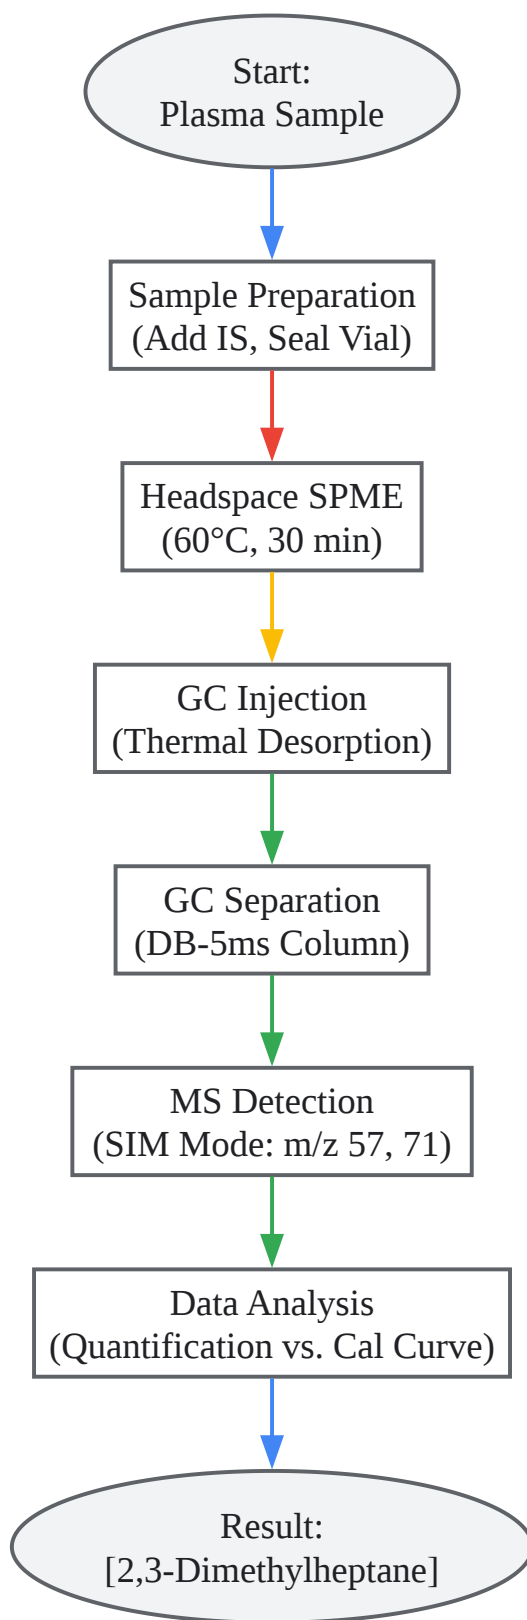 Start:
Plasma Sample
Sample Preparation
(Add IS, Seal Vial)
Headspace SPME
(60°C, 30 min)
GC Injection
(Thermal Desorption)
GC Separation
(DB-5ms Column)
MS Detection
(SIM Mode: m/z 57, 71)
Data Analysis
(Quantification vs. Cal Curve)
Result:
[2,3-Dimethylheptane]